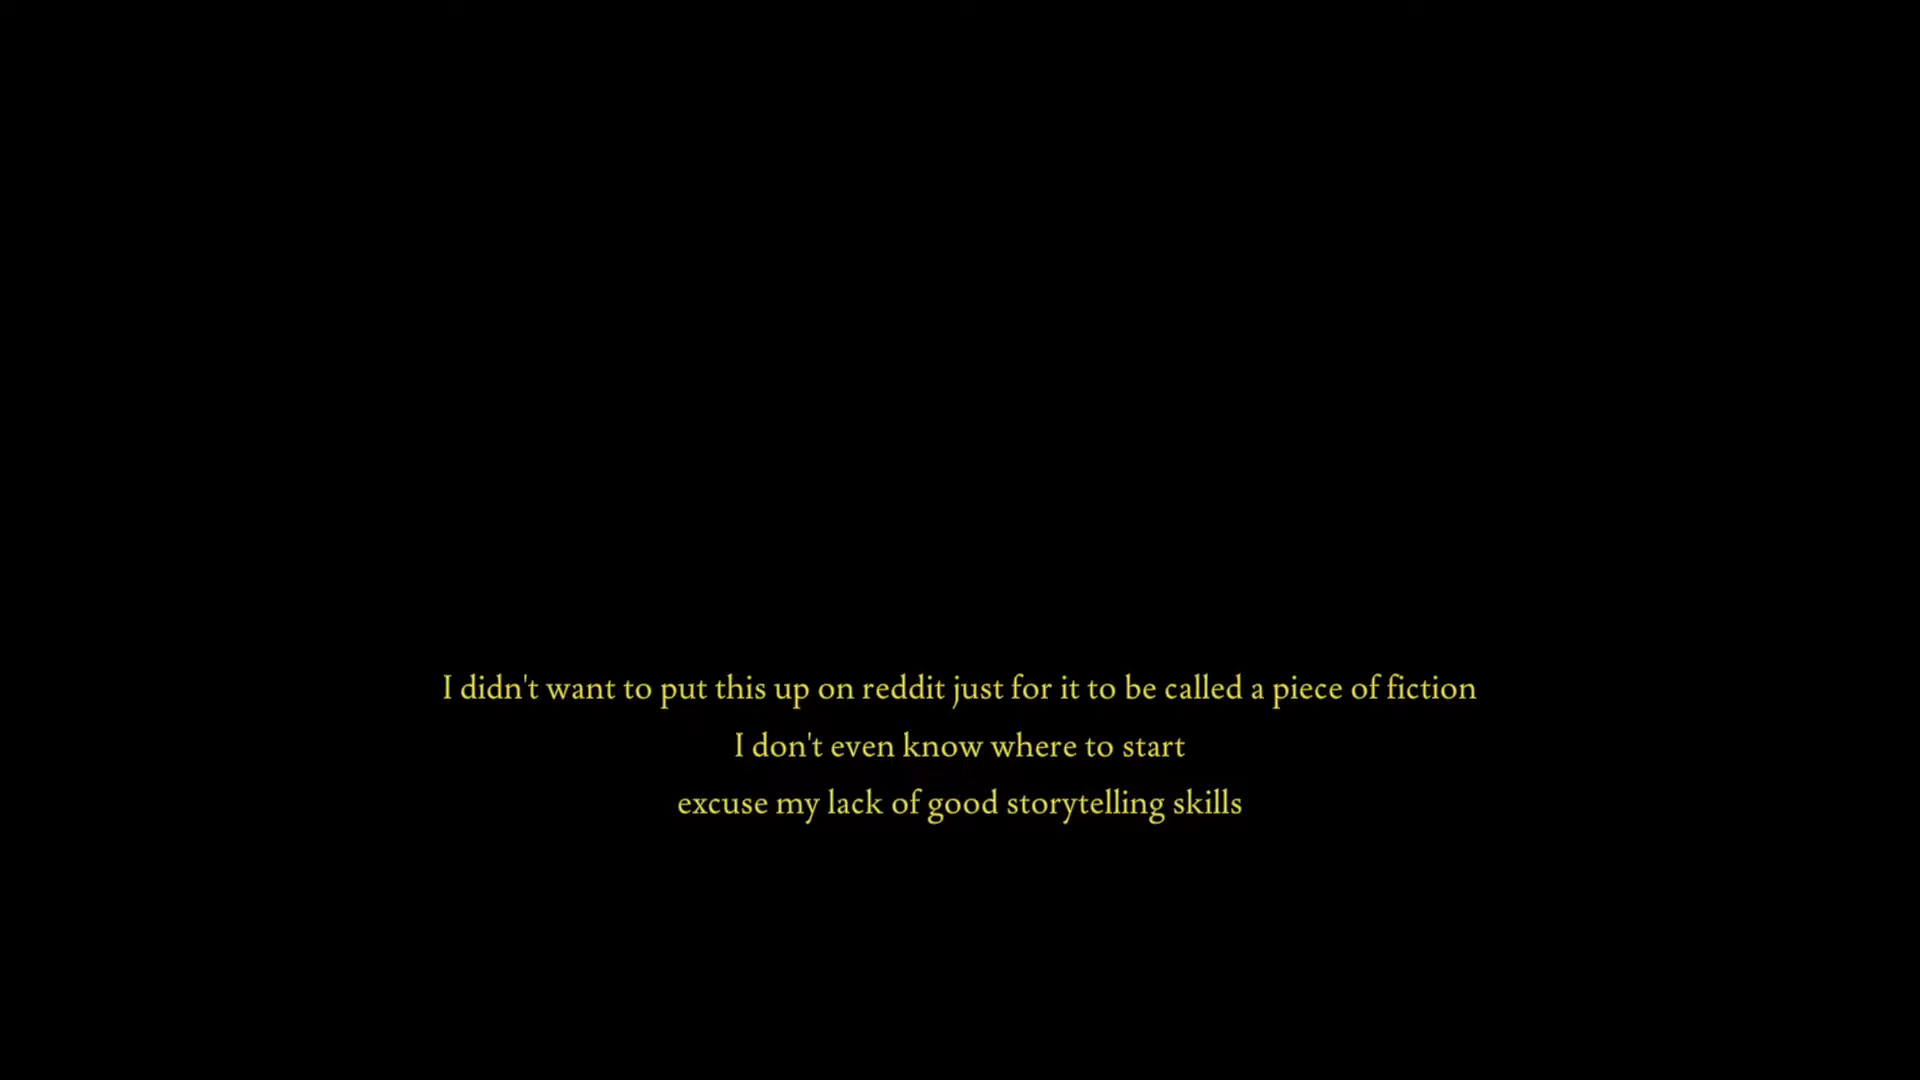 I didn't want to put this up on reddit just for it to be called a piece of fiction
I don't even know where to start
excuse my lack of good storytelling skills